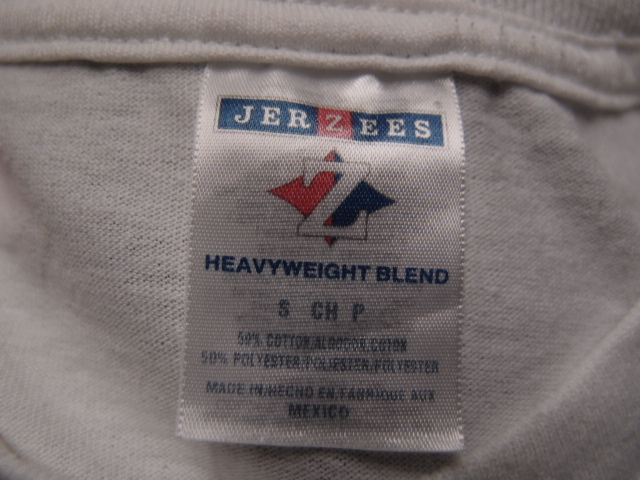 JERZEES
Z
HEAVYWEIGHT BLEND
S CH P
50% COTTON, ALGODON, COTON
50% POLYESTER, POLIESTER, POLYESTER
MADE IN/HECHO EN/FABRIQUE AUX
MEXICO